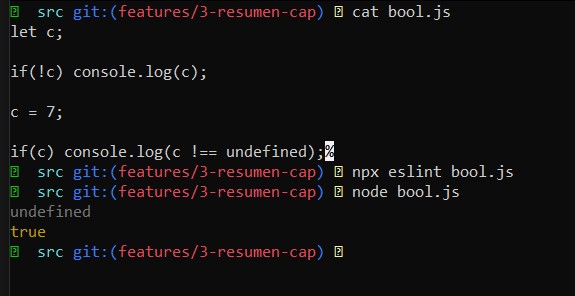 src git:(features/3-resumen-cap) cat bool.js
let c;
if(!c) console.log(c);
c = 7;
if(c) console.log(c !== undefined);%
src git:(features/3-resumen-cap) npx eslint bool.js
src git:(features/3-resumen-cap) node bool.js
undefined
true
src git:(features/3-resumen-cap)